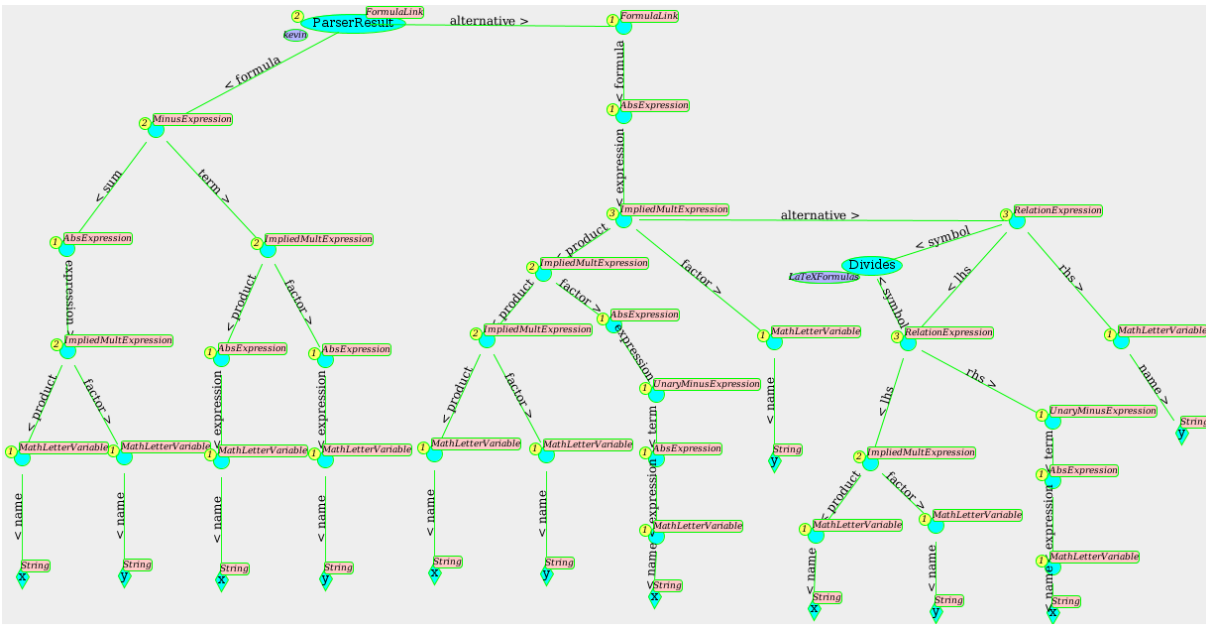 2 FormulaLink
ParserResult
kevin
alternative >
1 FormulaLink
< formula
< formula
1 AbsExpression
2 MinusExpression
< sum
term >
< expression
3 ImpliedMultExpression
alternative >
3 RelationExpression
1 AbsExpression
2 ImpliedMultExpression
< product
factor >
< symbol
Divides
LaTeXFormulas
< lhs
rhs >
expression >
< product
factor >
2 ImpliedMultExpression
< product
factor >
1 AbsExpression
< symbol
2 ImpliedMultExpression
1 AbsExpression
1 AbsExpression
2 ImpliedMultExpression
expression
1 MathLetterVariable
3 RelationExpression
1 MathLetterVariable
< product
factor >
< expression
< expression
< product
factor >
1 UnaryMinusExpression
< name
< lhs
rhs >
name >
1 UnaryMinusExpression
String
y
1 MathLetterVariable
1 MathLetterVariable
1 MathLetterVariable
1 MathLetterVariable
1 MathLetterVariable
1 MathLetterVariable
< term
1 AbsExpression
String
y
2 ImpliedMultExpression
< term
1 AbsExpression
< name
< name
< name
< name
< name
< name
< expression
1 MathLetterVariable
< product
factor >
< expression
1 MathLetterVariable
1 MathLetterVariable
1 MathLetterVariable
String
x
String
y
String
x
String
y
String
x
String
y
< name
String
x
< name
String
x
< name
String
y
< name
String
x